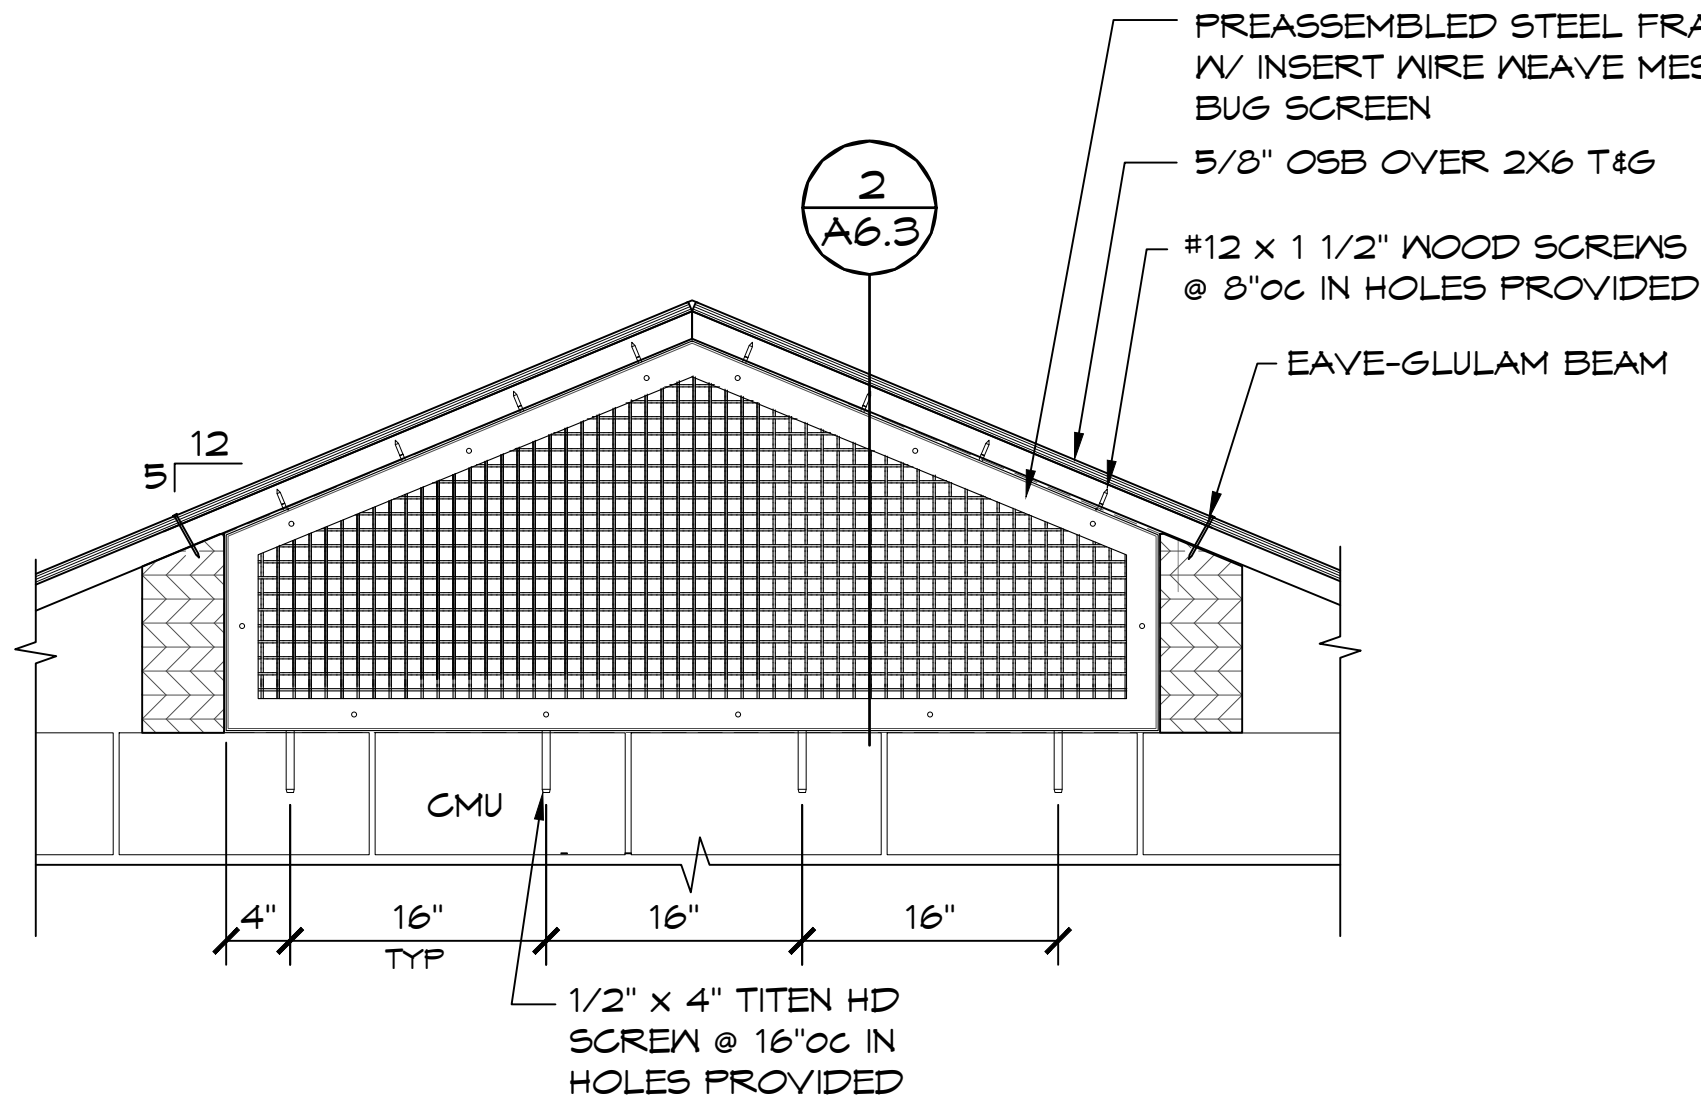 PREASSEMBLED STEEL FRA
W/ INSERT WIRE WEAVE MES
BUG SCREEN
5/8" OSB OVER 2X6 T&G
2
A6.3
#12 x 1 1/2" WOOD SCREWS
@ 8"oc IN HOLES PROVIDED
EAVE-GLULAM BEAM
12
5
CMU
4"
16"
16"
16"
TYP
1/2" x 4" TITEN HD
SCREW @ 16"oc IN
HOLES PROVIDED